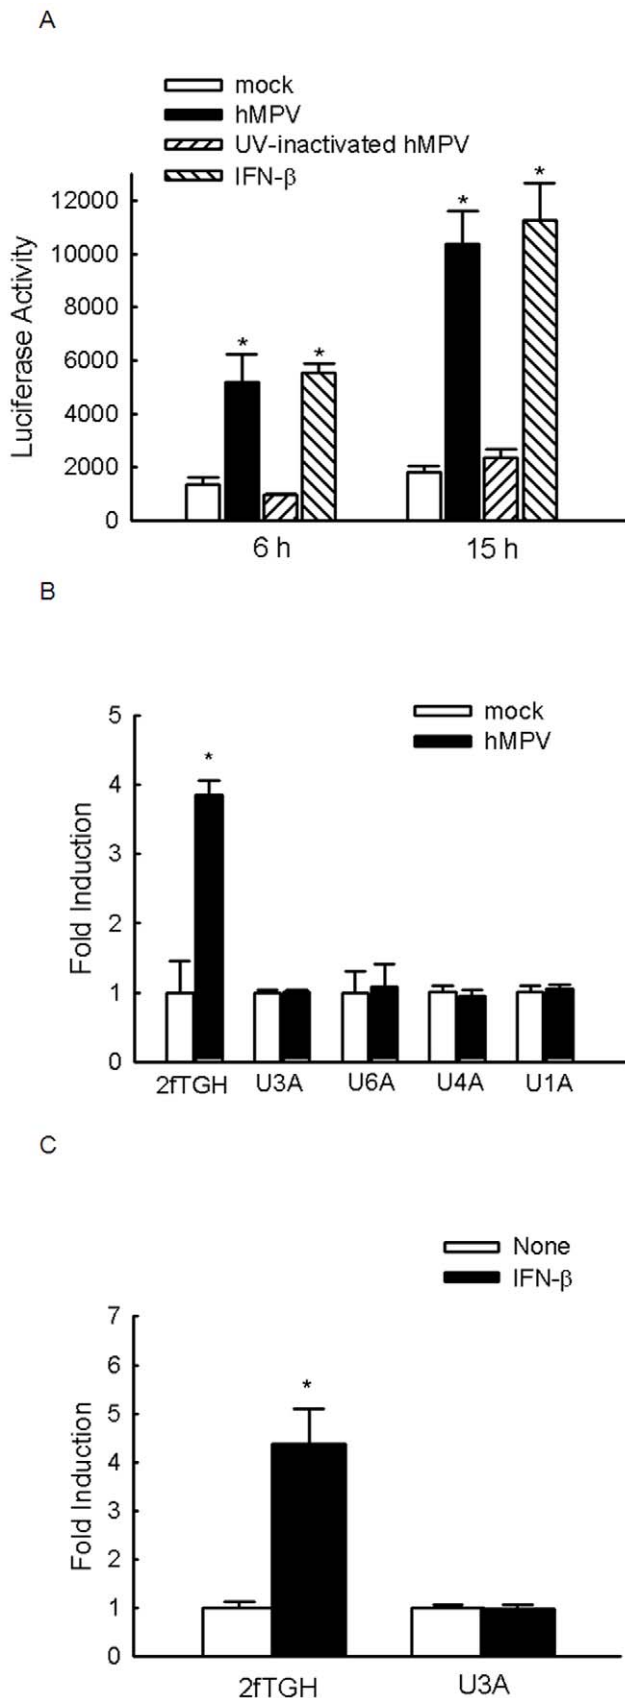 A
mock
hMPV
UV-inactivated hMPV
IFN-β
Luciferase Activity
12000
10000
8000
6000
4000
2000
0
* * * *
6 h 15 h
B
mock
hMPV
Fold Induction
5
4
3
2
1
0
*
2fTGH U3A U6A U4A U1A
C
None
IFN-β
Fold Induction
7
6
5
4
3
2
1
0
*
2fTGH U3A